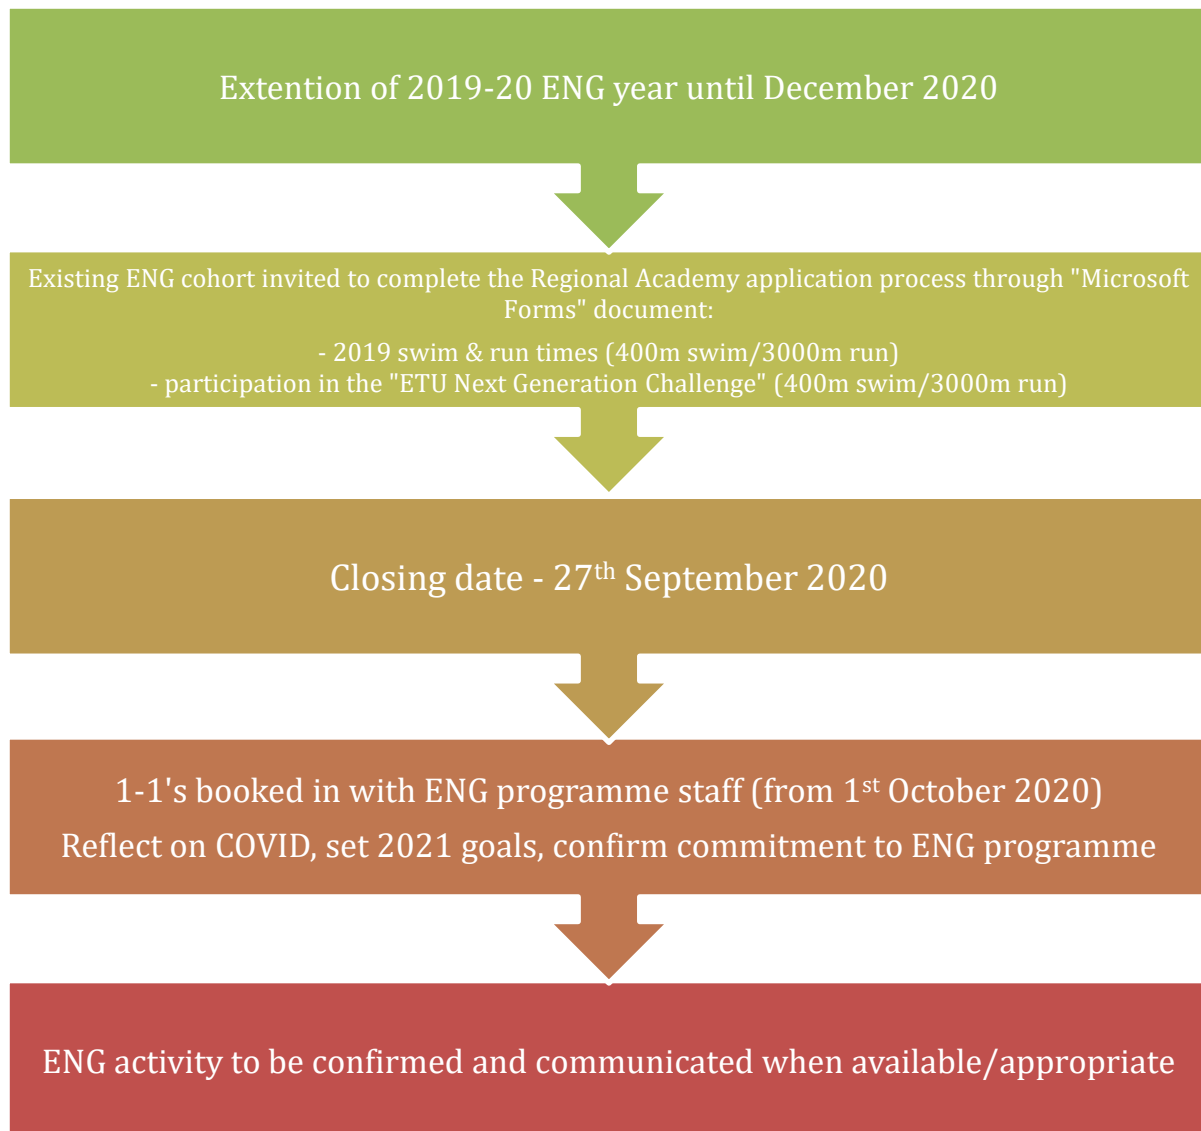 Extention of 2019-20 ENG year until December 2020
Existing ENG cohort invited to complete the Regional Academy application process through "Microsoft
Forms" document:
- 2019 swim & run times (400m swim/3000m run)
- participation in the "ETU Next Generation Challenge" (400m swim/3000m run)
Closing date - 27th September 2020
1-1's booked in with ENG programme staff (from 1st October 2020)
Reflect on COVID, set 2021 goals, confirm commitment to ENG programme
ENG activity to be confirmed and communicated when available/appropriate